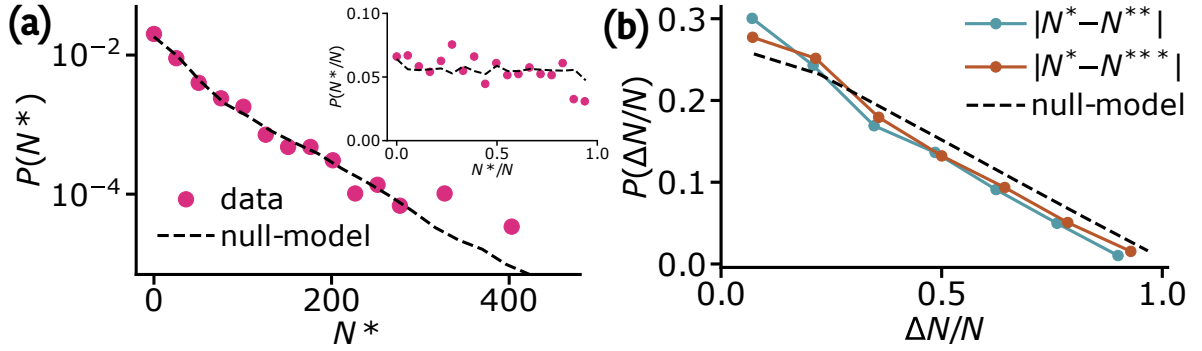 (a)
P(N*)
10⁻²
10⁻⁴
data
null-model
0
200
400
N*
P(N*/N)
0.10
0.05
0.00
0.0
0.5
1.0
N*/N
(b)
P(ΔN/N)
0.3
0.2
0.1
0.0
|N*−N**|
|N*−N***|
null-model
0.0
0.5
1.0
ΔN/N